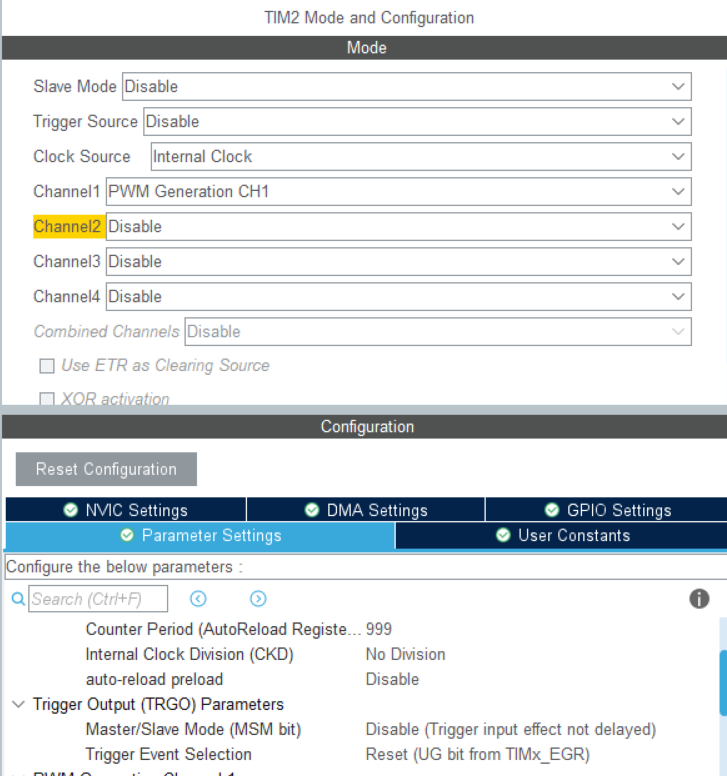 TIM2 Mode and Configuration
Mode
Slave Mode Disable
Trigger Source Disable
Clock Source Internal Clock
Channel1 PWM Generation CH1
Channel2 Disable
Channel3 Disable
Channel4 Disable
Combined Channels Disable
Use ETR as Clearing Source
XOR activation
Configuration
Reset Configuration
NVIC Settings DMA Settings GPIO Settings
Parameter Settings User Constants
Configure the below parameters :
Search (Ctrl+F)
Counter Period (AutoReload Registe... 999
Internal Clock Division (CKD) No Division
auto-reload preload Disable
Trigger Output (TRGO) Parameters
Master/Slave Mode (MSM bit) Disable (Trigger input effect not delayed)
Trigger Event Selection Reset (UG bit from TIMx_EGR)
PWM Generation Channel 1